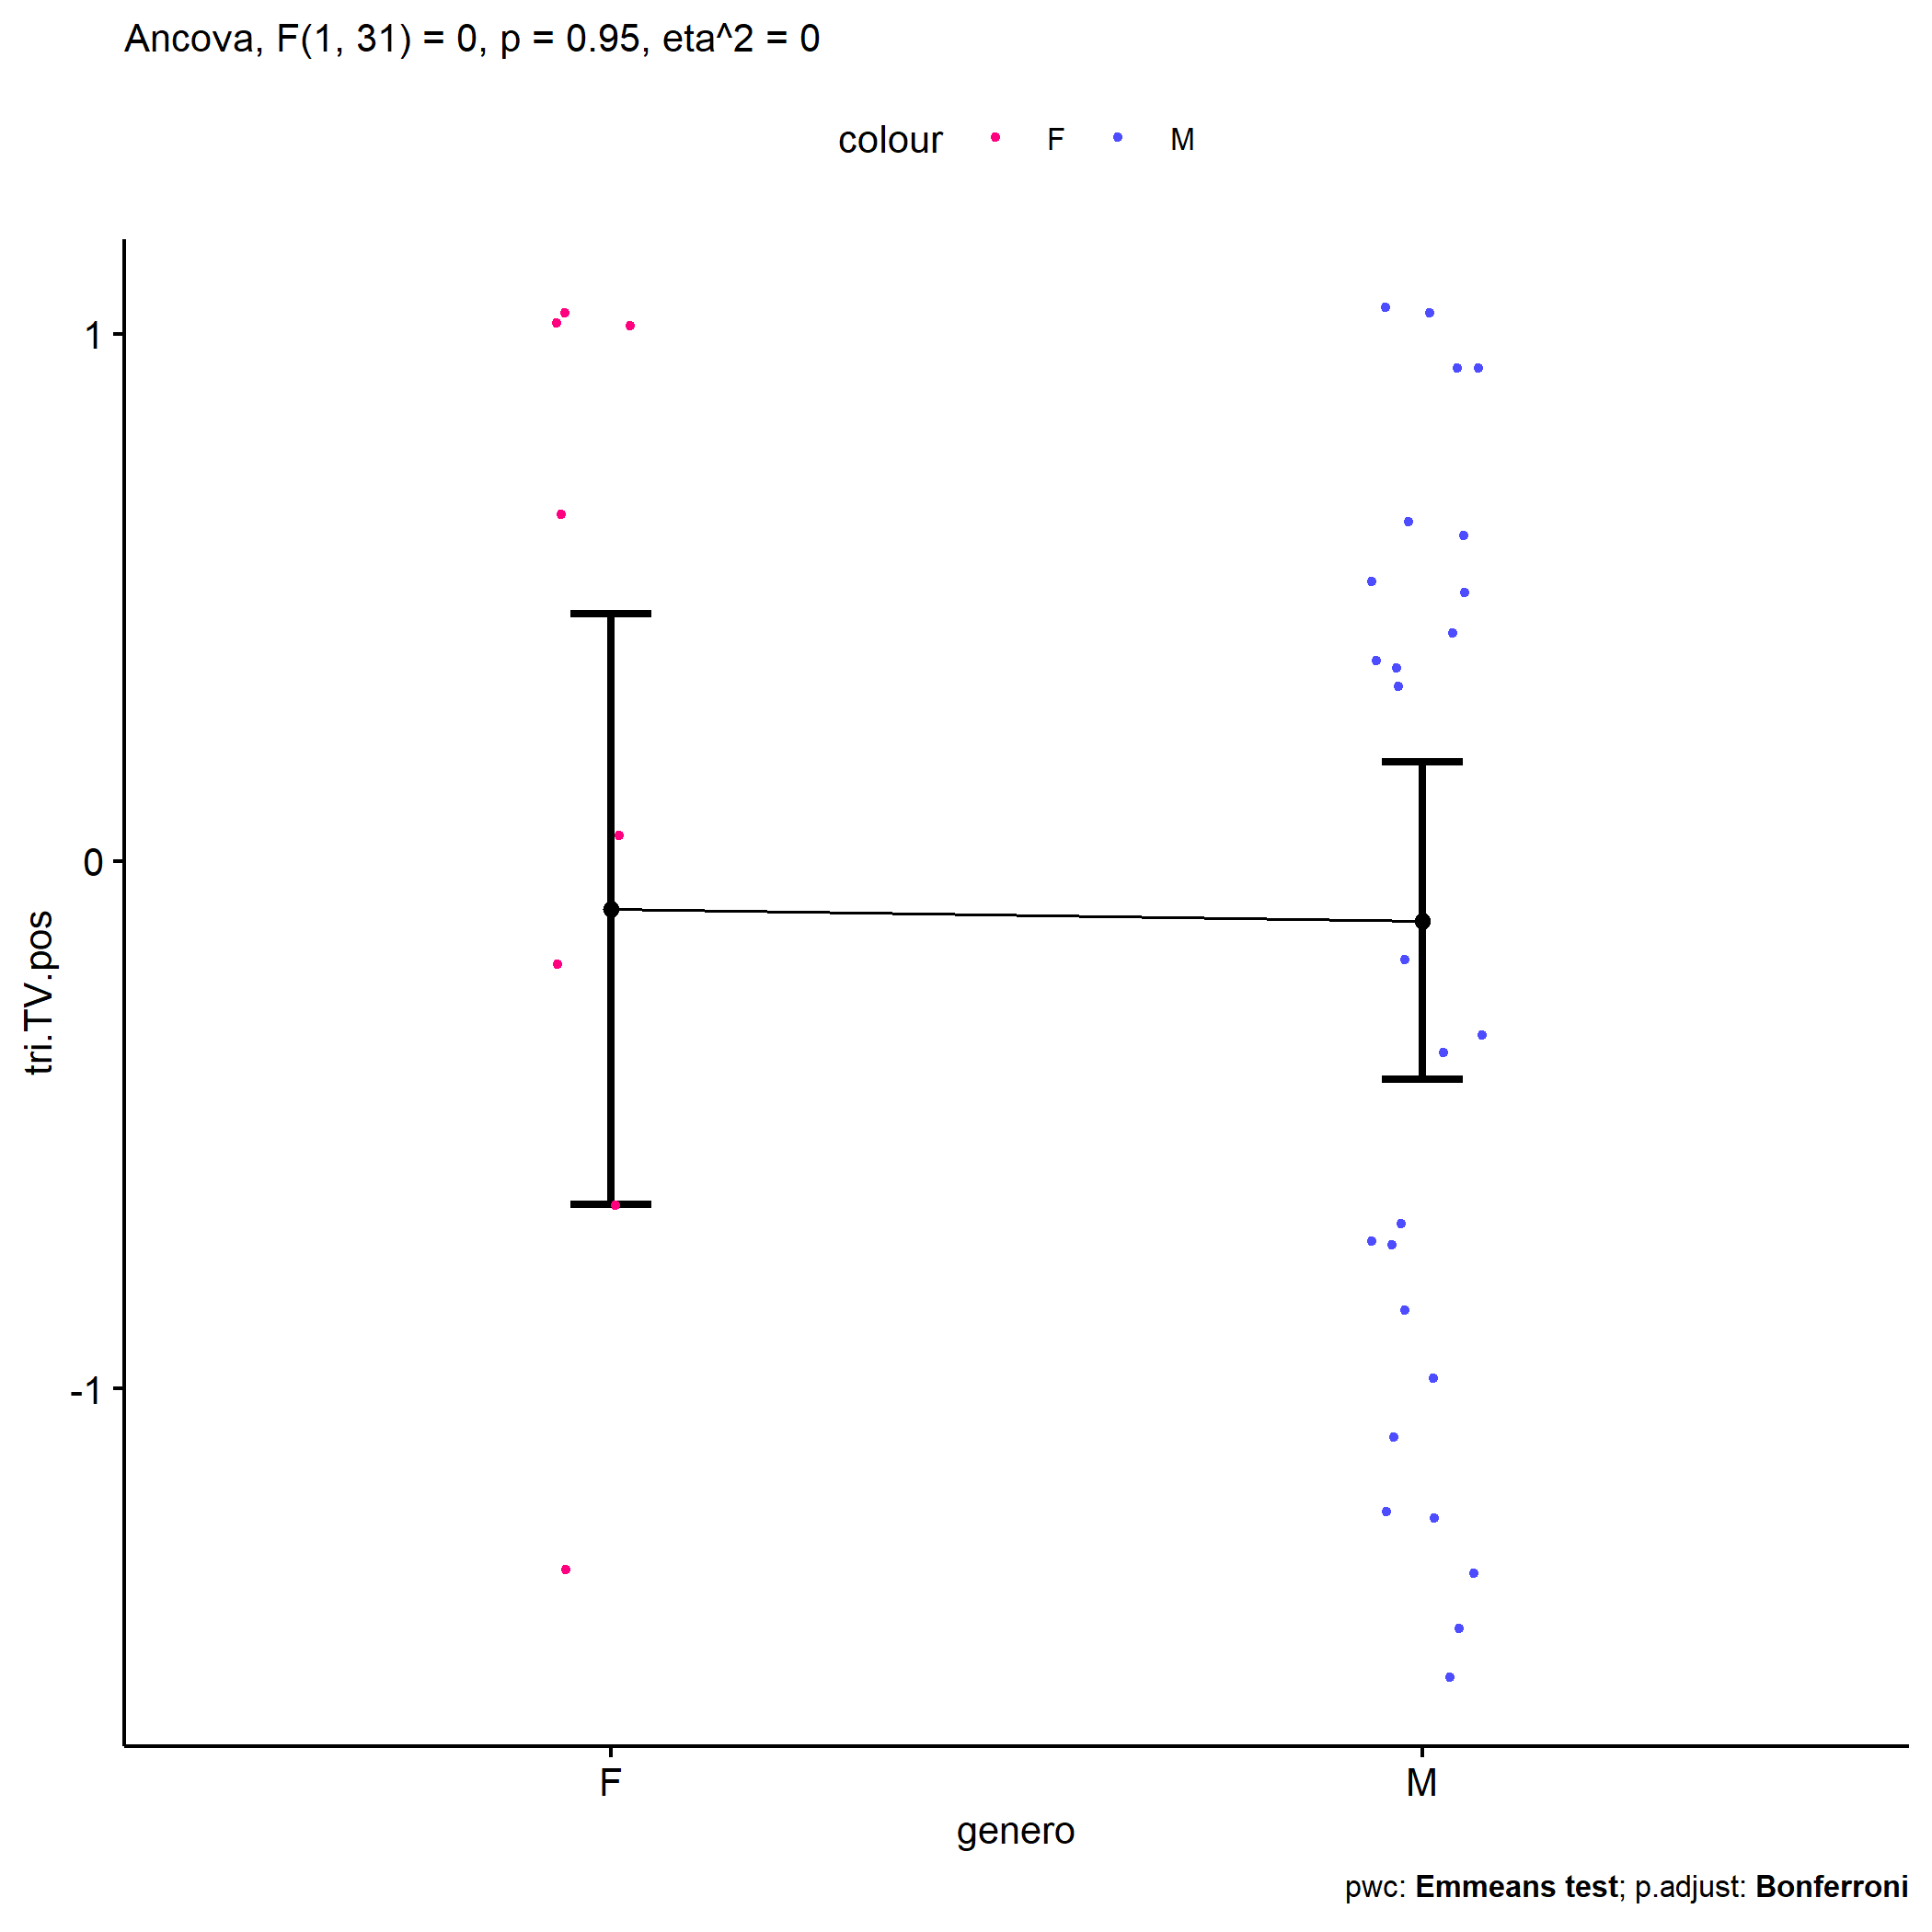 Ancova, F(1, 31) = 0, p = 0.95, eta^2 = 0
colour F M
1
0
-1
tri.TV.pos
F M
genero
pwc: Emmeans test; p.adjust: Bonferroni